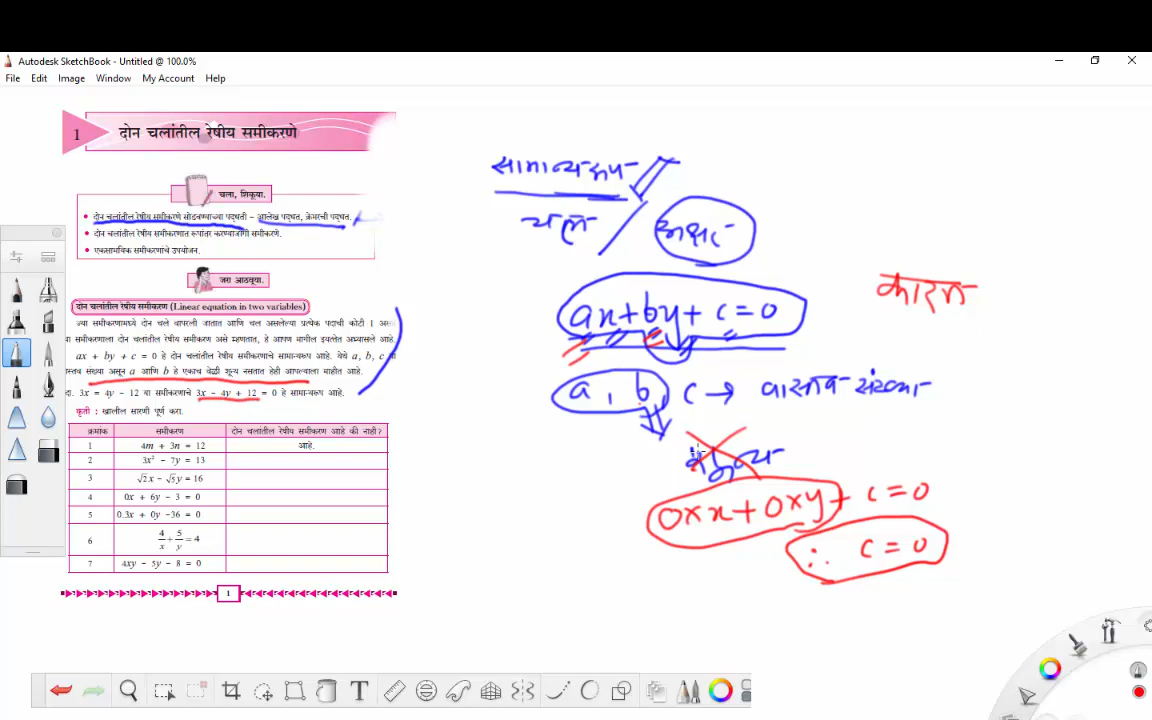 Autodesk SketchBook - Untitled @ 100.0%
File Edit Image Window My Account Help
1 दोन चलांतील रेषीय समीकरणे
चला, शिकूया.
• दोन चलांतील रेषीय समीकरणे सोडवण्याच्या पद्धती - आलेख पद्धत, क्रेमरची पद्धत.
• दोन चलांतील रेषीय समीकरणात रूपांतर करण्याजोगी समीकरणे.
• एकसामयिक समीकरणांचे उपयोजन.
जरा आठवूया.
दोन चलांतील रेषीय समीकरण (Linear equation in two variables)
ज्या समीकरणामध्ये दोन चले वापरली जातात आणि चल असलेल्या प्रत्येक पदाची कोटी 1 अस
या समीकरणाला दोन चलांतील रेषीय समीकरण असे म्हणतात, हे आपण मागील इयत्तेत अभ्यासले आहे.
ax + by + c = 0 हे दोन चलांतील रेषीय समीकरणाचे सामान्यरूप आहे. येथे a, b, c
स्तव संख्या असून a आणि b हे एकाच वेळी शून्य नसतात तेही आपल्याला माहीत आहे.
दा. 3x = 4y - 12 या समीकरणाचे 3x - 4y + 12 = 0 हे सामान्यरूप आहे.
कृती : खालील सारणी पूर्ण करा.
क्रमांक समीकरण दोन चलांतील रेषीय समीकरण आहे की नाही?
1 4m + 3n = 12 आहे.
2 3x² - 7y = 13
3 √2x - √5y = 16
4 0x + 6y - 3 = 0
5 0.3x + 0y -36 = 0
6 4/x + 5/y = 4
7 4xy - 5y - 8 = 0
1
सामान्यरूप
चल / अक्षर
ax+by+c=0
कारण
a, b, c → वास्तव संख्या
शून्य
0×x+0×y+c=0
∴ c=0